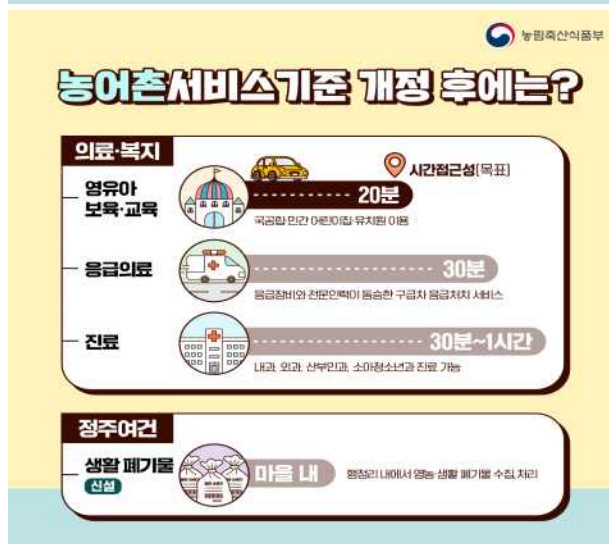 농림축산식품부
농어촌서비스기준 개정 후에는?
의료·복지
시간접근성[목표]
영유아
보육·교육
20분
국공립·민간 어린이집·유치원 이용
응급의료
30분
응급장비와 전문인력이 동승한 구급차 응급처치 서비스
진료
30분~1시간
내과, 외과, 산부인과, 소아청소년과 진료 가능
정주여건
생활 폐기물
신설
마을 내
행정리 내에서 영농·생활 폐기물 수집, 처리